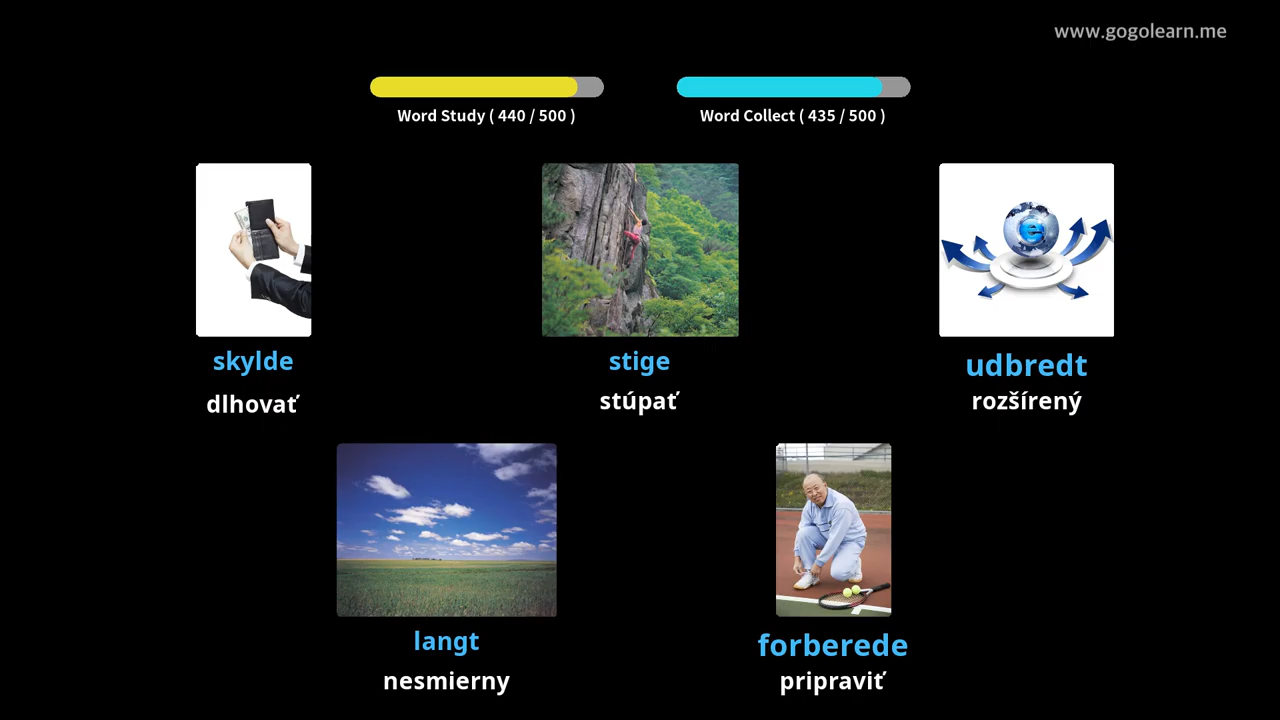 www.gogolearn.me
Word Study ( 440 / 500 )
Word Collect ( 435 / 500 )
skylde
stige
udbredt
dlhovať
stúpať
rozšírený
langt
forberede
nesmierny
pripraviť